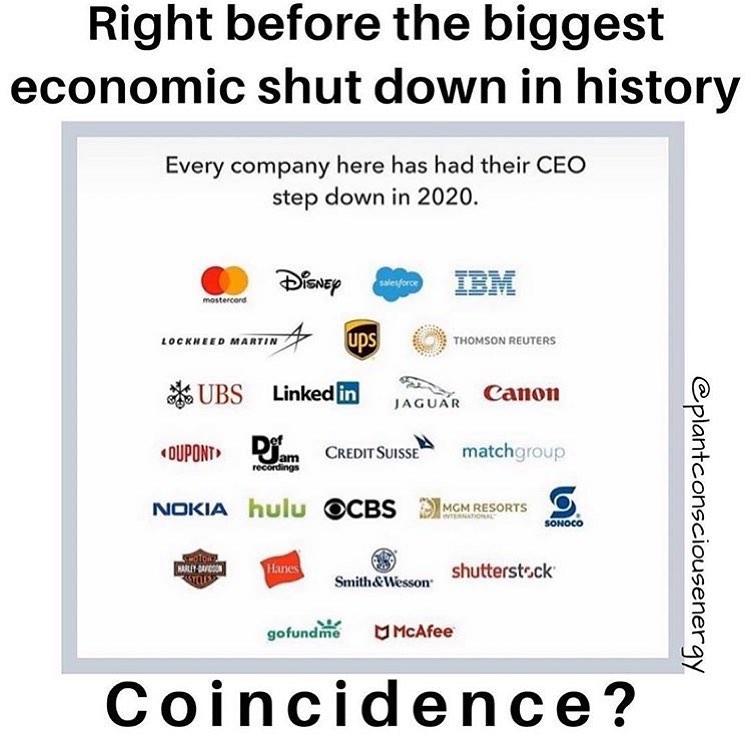 Right before the biggest
economic shut down in history
Every company here has had their CEO
step down in 2020.
mastercard Disney salesforce IBM
LOCKHEED MARTIN ups THOMSON REUTERS
UBS Linked in JAGUAR Canon
DUPONT Def Jam recordings CREDIT SUISSE matchgroup
NOKIA hulu CBS MGM RESORTS INTERNATIONAL SONOCO
MOTOR HARLEY-DAVIDSON CYCLES Hanes Smith & Wesson shutterstock
gofundme McAfee
@plantconsciousenergy
Coincidence?